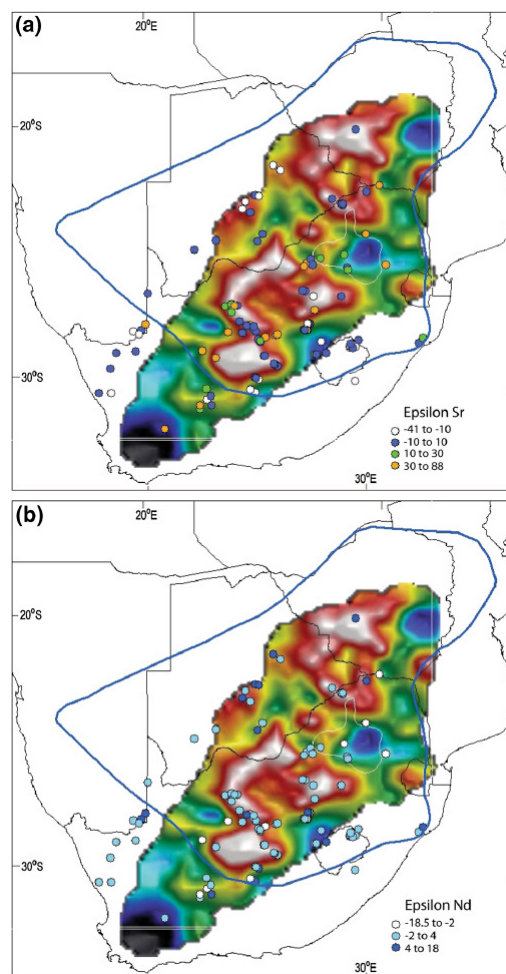 (a)
20°E
20°S
30°S
Epsilon Sr
-41 to -10
-10 to 10
10 to 30
30 to 88
30°E
(b)
20°E
20°S
30°S
Epsilon Nd
-18.5 to -2
-2 to 4
4 to 18
30°E